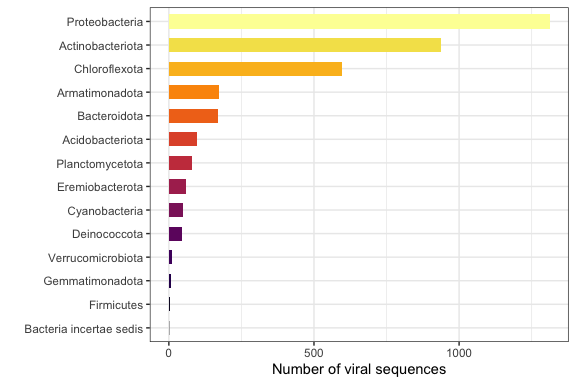 Proteobacteria
Actinobacteriota
Chloroflexota
Armatimonadota
Bacteroidota
Acidobacteriota
Planctomycetota
Eremiobacterota
Cyanobacteria
Deinococcota
Verrucomicrobiota
Gemmatimonadota
Firmicutes
Bacteria incertae sedis
0 500 1000
Number of viral sequences